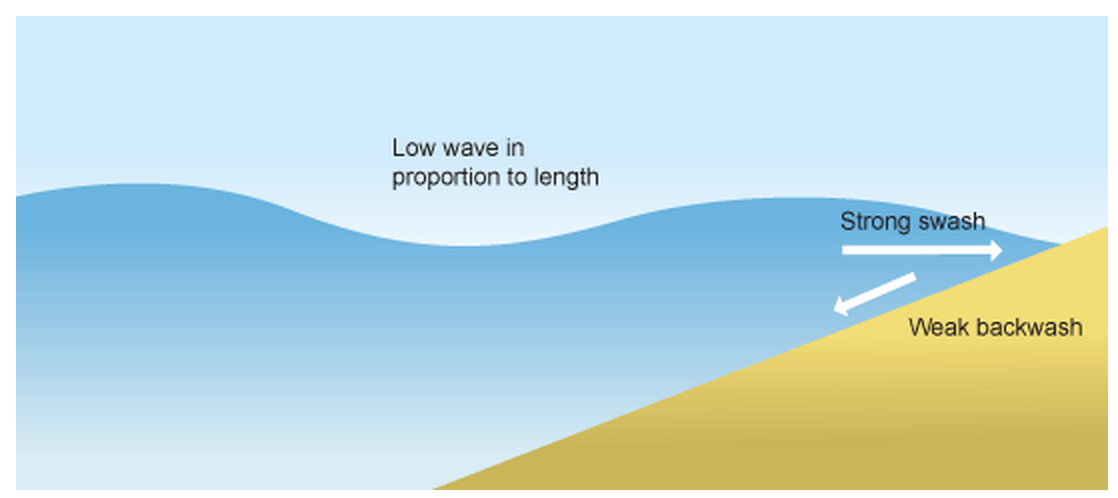 Low wave in
proportion to length
Strong swash
Weak backwash